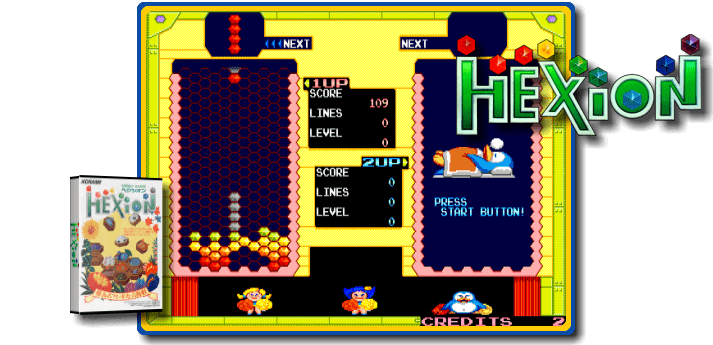 NEXT
NEXT
HEXION
1UP
SCORE
109
LINES
0
LEVEL
0
2UP
SCORE
0
LINES
0
LEVEL
0
PRESS
START BUTTON!
CREDITS 2
KONAMI
HEXION